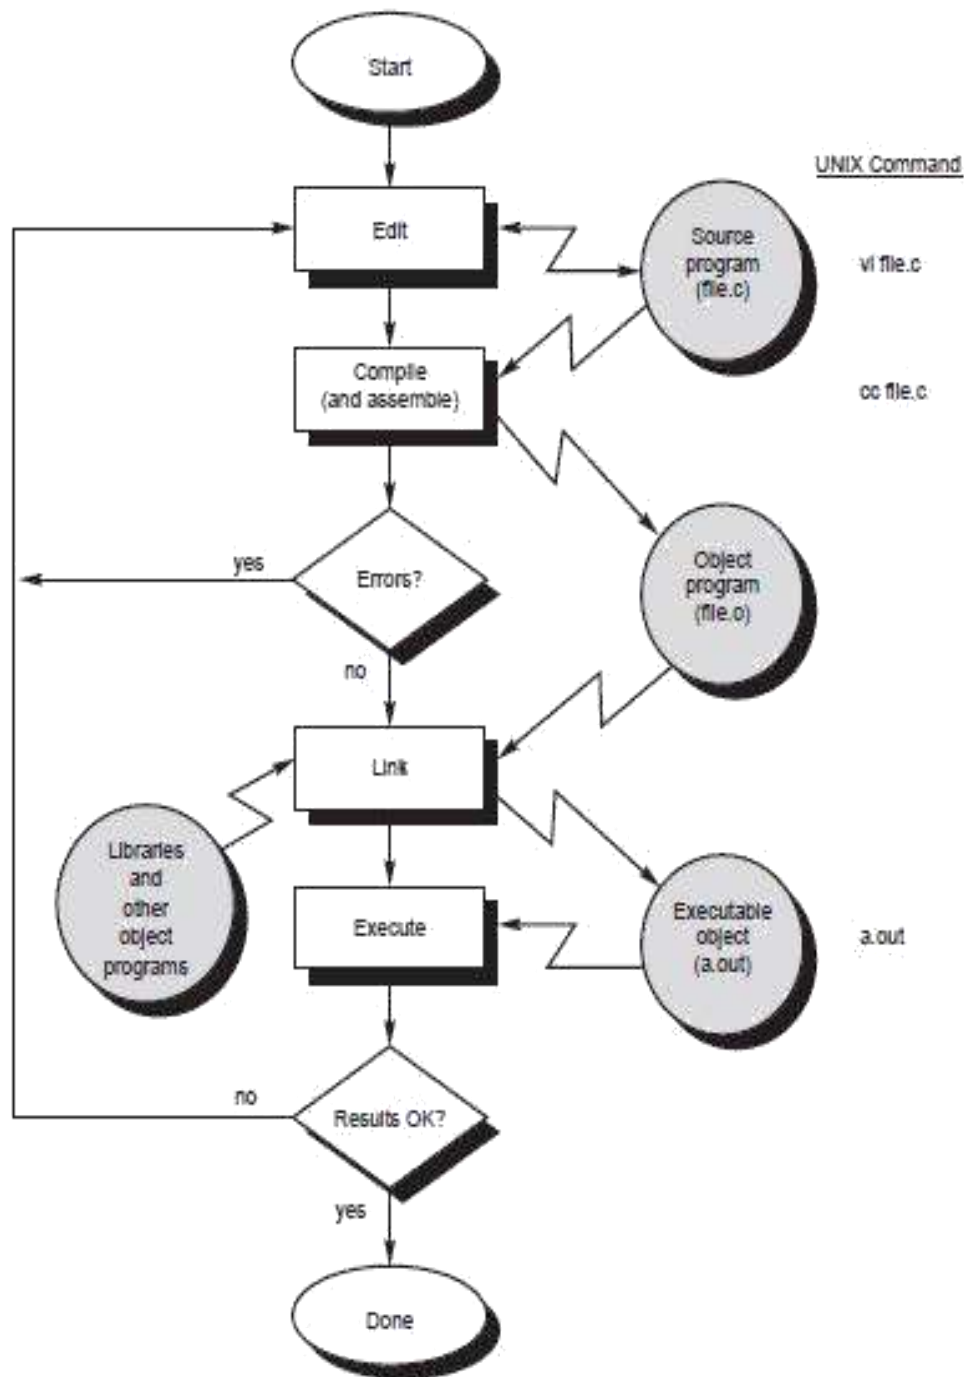 Start
UNIX Command
Edit
Source
program
(file.c)
vi file.c
Compile
(and assemble)
cc file.c
yes
Errors?
Object
program
(file.o)
no
Link
Libraries
and
other
object
programs
Execute
Executable
object
(a.out)
a.out
no
Results OK?
yes
Done